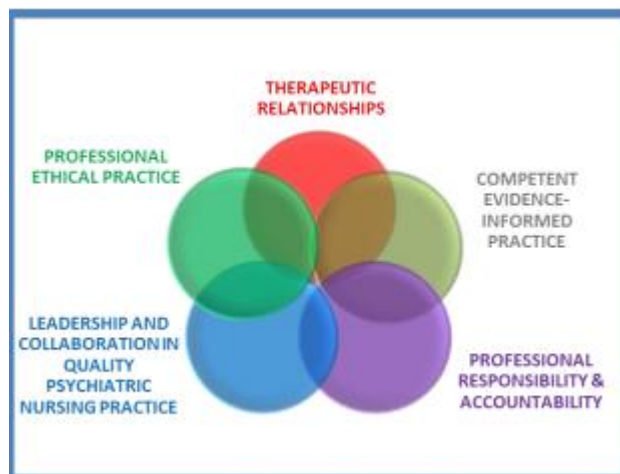 THERAPEUTIC
RELATIONSHIPS
PROFESSIONAL
ETHICAL PRACTICE
COMPETENT
EVIDENCE-
INFORMED
PRACTICE
LEADERSHIP AND
COLLABORATION IN
QUALITY
PSYCHIATRIC
NURSING PRACTICE
PROFESSIONAL
RESPONSIBILITY &
ACCOUNTABILITY